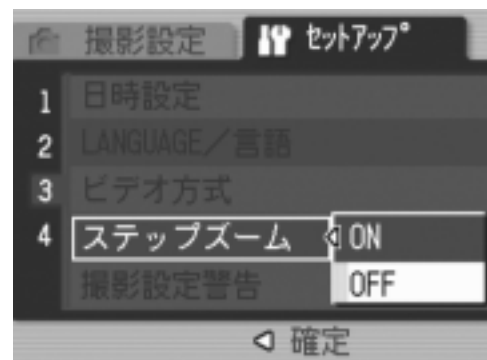 撮影設定 セットアップ
1 日時設定
2 LANGUAGE／言語
3 ビデオ方式
4 ステップズーム ON
撮影設定警告 OFF
確定